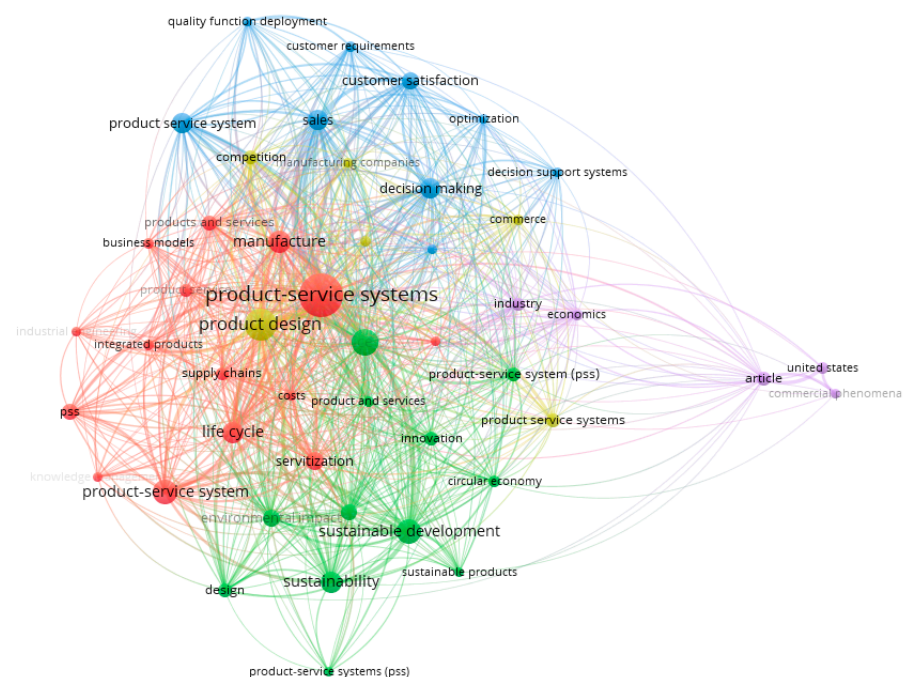 quality function deployment
customer requirements
customer satisfaction
product service system
sales
optimization
competition
manufacturing companies
decision making
decision support systems
products and services
commerce
business models
manufacture
product-service systems
industry
economics
product design
integrated products
supply chains
product-service system (pss)
article
united states
commercial phenomena
costs
product and services
pss
life cycle
innovation
product service systems
servitization
circular economy
product-service system
environmental impact
sustainable development
sustainable products
design
sustainability
product-service systems (pss)